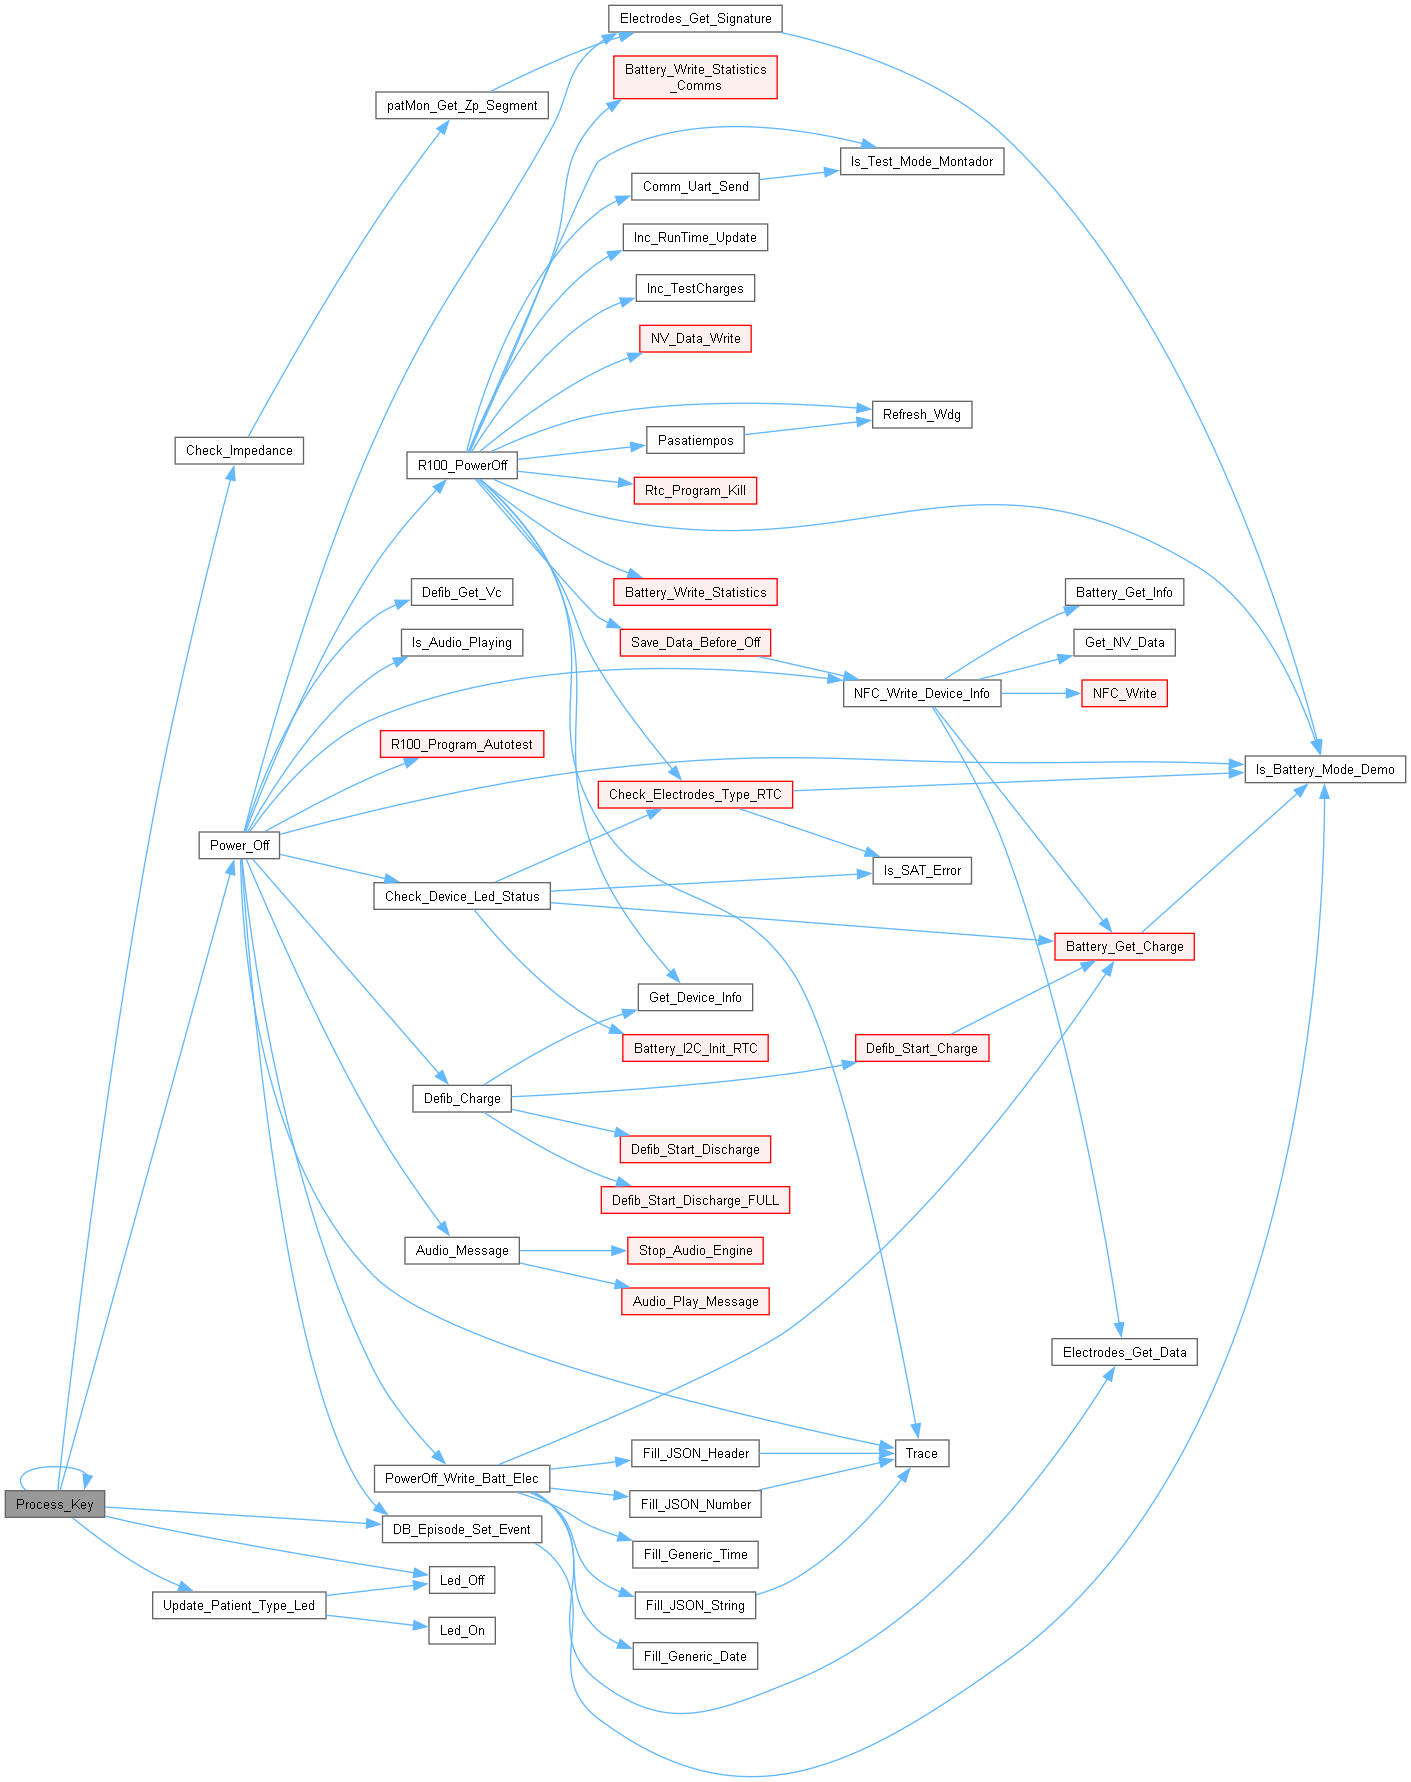 Electrodes_Get_Signature
Battery_Write_Statistics
_Comms
patMon_Get_Zp_Segment
Is_Test_Mode_Montador
Comm_Uart_Send
Inc_RunTime_Update
Inc_TestCharges
NV_Data_Write
Refresh_Wdg
Pasatiempos
Check_Impedance
R100_PowerOff
Rtc_Program_Kill
Defib_Get_Vc
Battery_Write_Statistics
Battery_Get_Info
Is_Audio_Playing
Save_Data_Before_Off
Get_NV_Data
NFC_Write_Device_Info
NFC_Write
R100_Program_Autotest
Is_Battery_Mode_Demo
Check_Electrodes_Type_RTC
Power_Off
Is_SAT_Error
Check_Device_Led_Status
Battery_Get_Charge
Get_Device_Info
Battery_I2C_Init_RTC
Defib_Start_Charge
Defib_Charge
Defib_Start_Discharge
Defib_Start_Discharge_FULL
Audio_Message
Stop_Audio_Engine
Audio_Play_Message
Electrodes_Get_Data
Fill_JSON_Header
Trace
PowerOff_Write_Batt_Elec
Process_Key
Fill_JSON_Number
DB_Episode_Set_Event
Fill_Generic_Time
Led_Off
Update_Patient_Type_Led
Fill_JSON_String
Led_On
Fill_Generic_Date